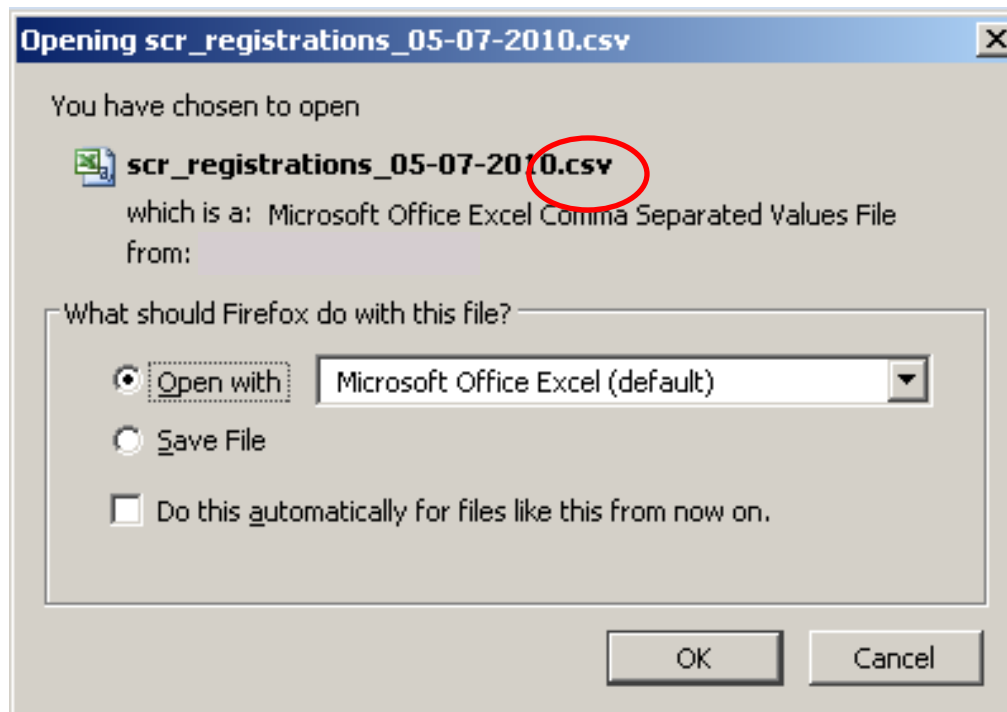 Opening scr_registrations_05-07-2010.csv
You have chosen to open
scr_registrations_05-07-2010.csv
which is a: Microsoft Office Excel Comma Separated Values File
from:
What should Firefox do with this file?
Open with Microsoft Office Excel (default)
Save File
Do this automatically for files like this from now on.
OK Cancel